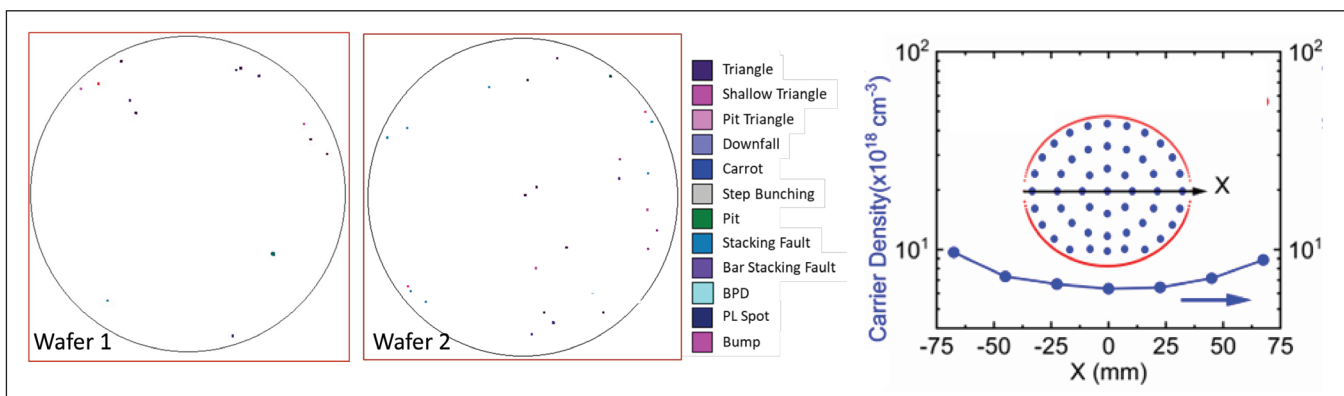 Wafer 1
Wafer 2
Triangle
Shallow Triangle
Pit Triangle
Downfall
Carrot
Step Bunching
Pit
Stacking Fault
Bar Stacking Fault
BPD
PL Spot
Bump
Carrier Density(x10¹⁸ cm⁻³)
10²
10¹
10²
10¹
X
-75 -50 -25 0 25 50 75
X (mm)